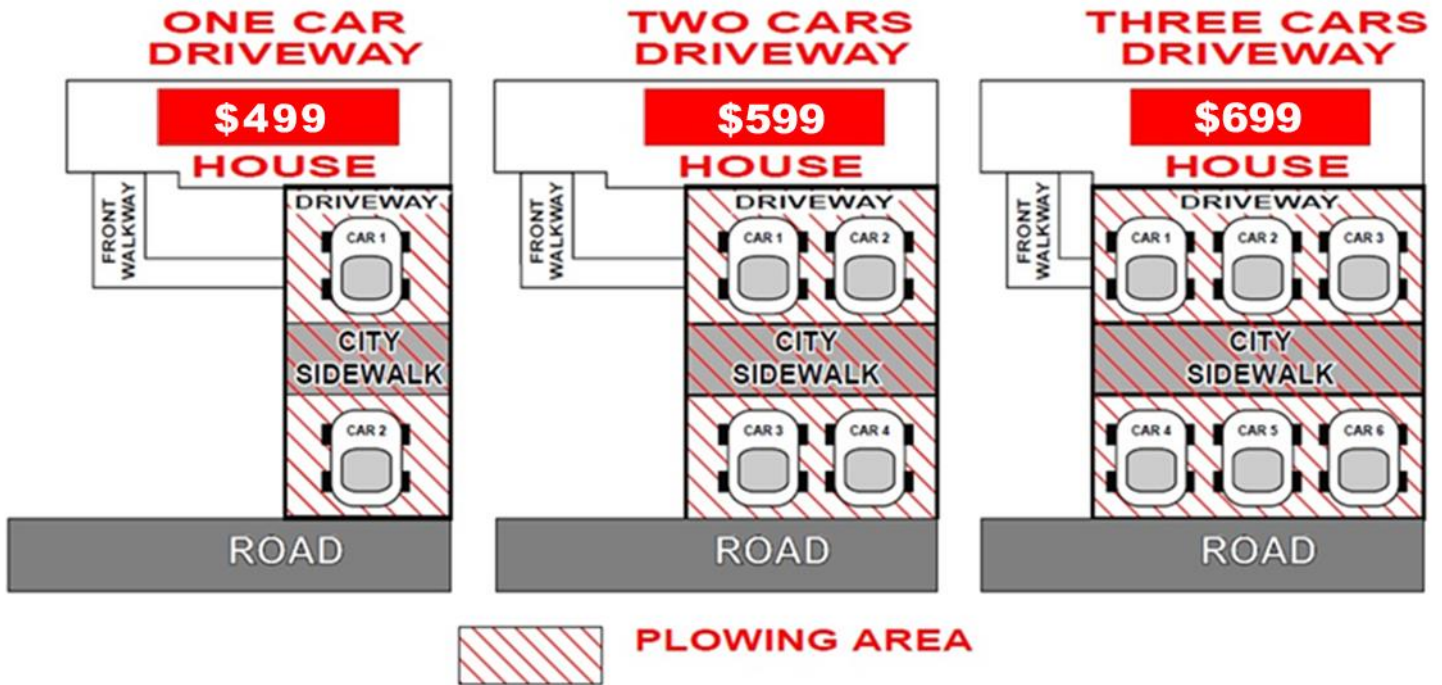 ONE CAR
DRIVEWAY
$499
HOUSE
FRONT
WALKWAY
DRIVEWAY
CAR 1
CITY
SIDEWALK
CAR 2
ROAD
TWO CARS
DRIVEWAY
$599
HOUSE
FRONT
WALKWAY
DRIVEWAY
CAR 1
CAR 2
CITY
SIDEWALK
CAR 3
CAR 4
ROAD
THREE CARS
DRIVEWAY
$699
HOUSE
FRONT
WALKWAY
DRIVEWAY
CAR 1
CAR 2
CAR 3
CITY
SIDEWALK
CAR 4
CAR 5
CAR 6
ROAD
PLOWING AREA